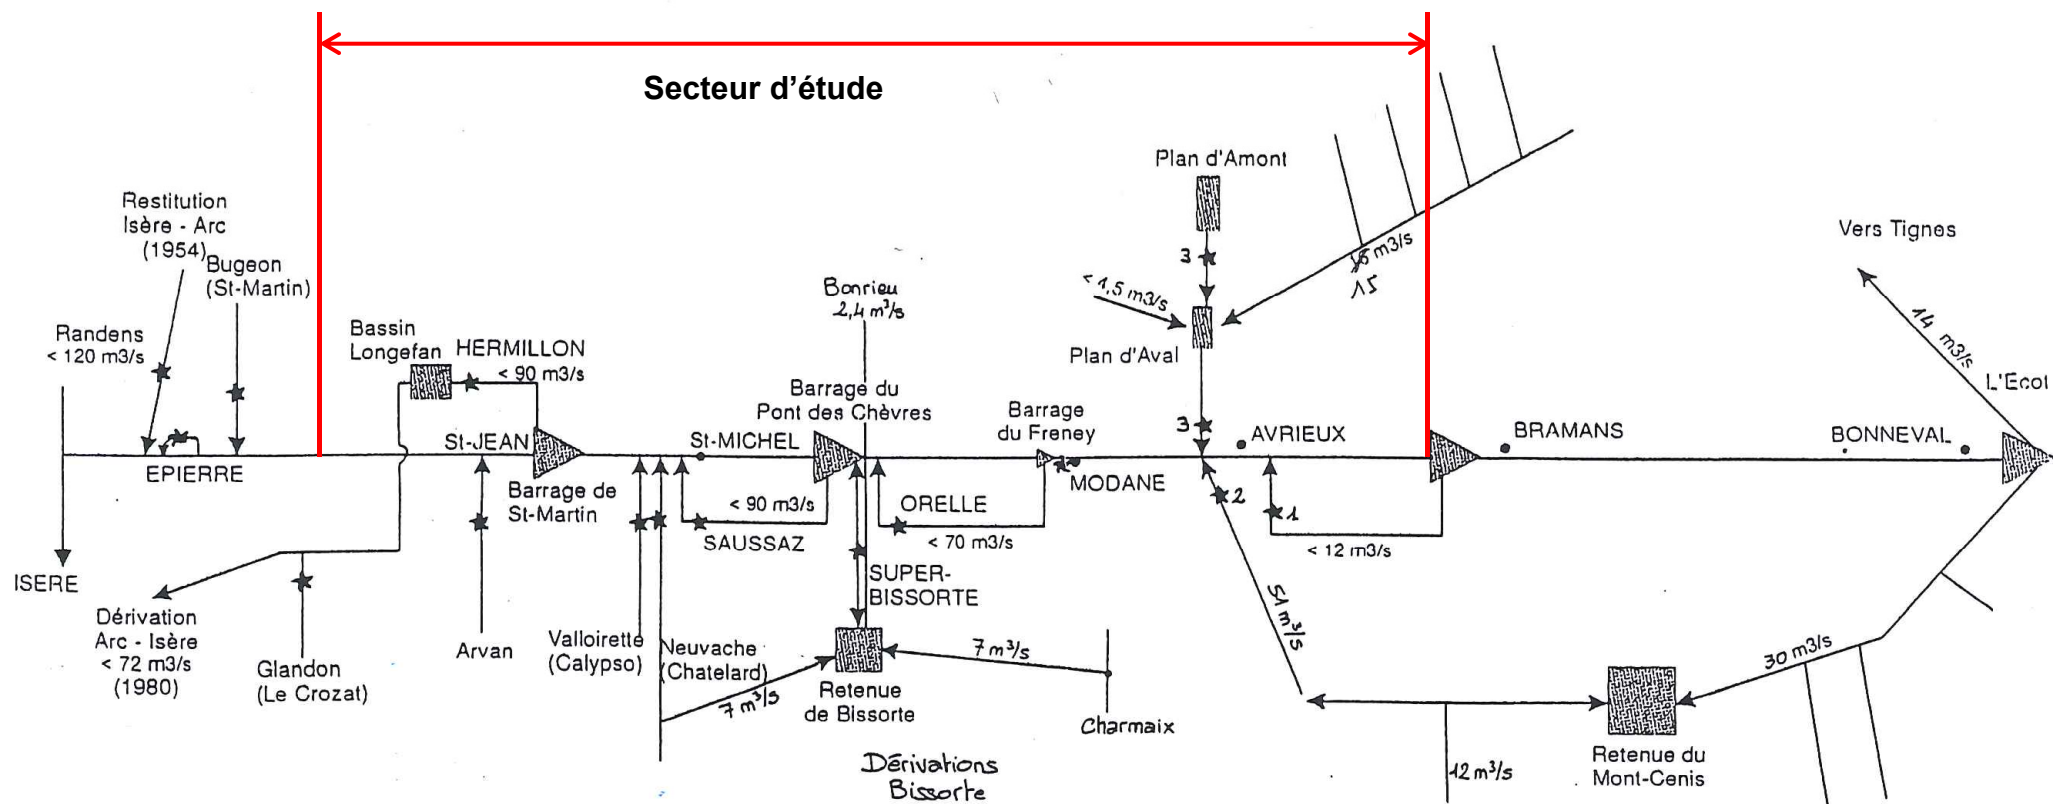 Secteur d'étude
Restitution
Isère - Arc
(1954)
Bugeon
(St-Martin)
Randens
< 120 m3/s
EPIERRE
ISERE
Bassin
Longefan
HERMILLON
< 90 m3/s
St-JEAN
Barrage de
St-Martin
Dérivation
Arc - Isère
< 72 m3/s
(1980)
Glandon
(Le Crozat)
Arvan
Valloirette
(Calypso)
Neuvache
(Chatelard)
7 m³/s
St-MICHEL
< 90 m3/s
SAUSSAZ
Bonrieu
2,4 m³/s
Barrage du
Pont des Chèvres
SUPER-
BISSORTE
Retenue
de Bissorte
Dérivations
Bissorte
7 m³/s
Charmaix
ORELLE
< 70 m3/s
Barrage
du Freney
MODANE
Plan d'Amont
3
< 1,5 m3/s
Plan d'Aval
3
m3/s
15
AVRIEUX
2
1
< 12 m3/s
51 m³/s
12 m³/s
Retenue du
Mont-Cenis
30 m3/s
BRAMANS
BONNEVAL
Vers Tignes
14 m3/s
L'Ecot